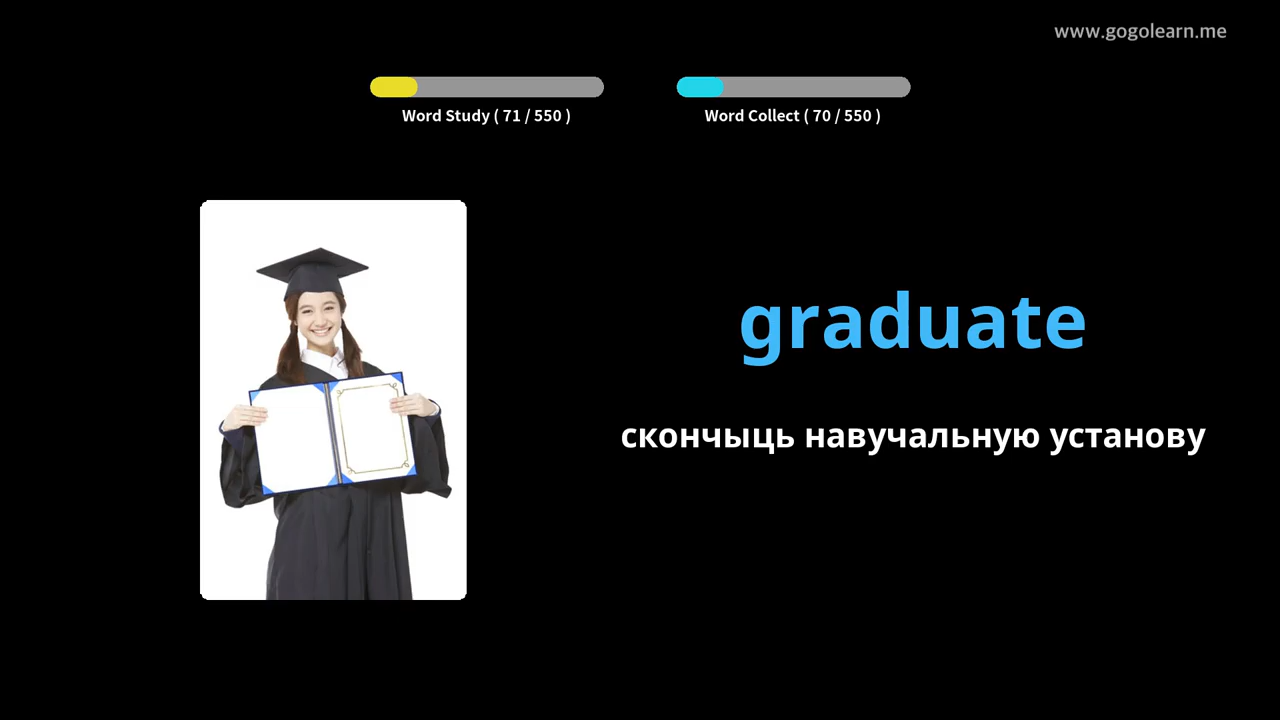 www.gogolearn.me
Word Study ( 71 / 550 )
Word Collect ( 70 / 550 )
graduate
скончыць навучальную установу